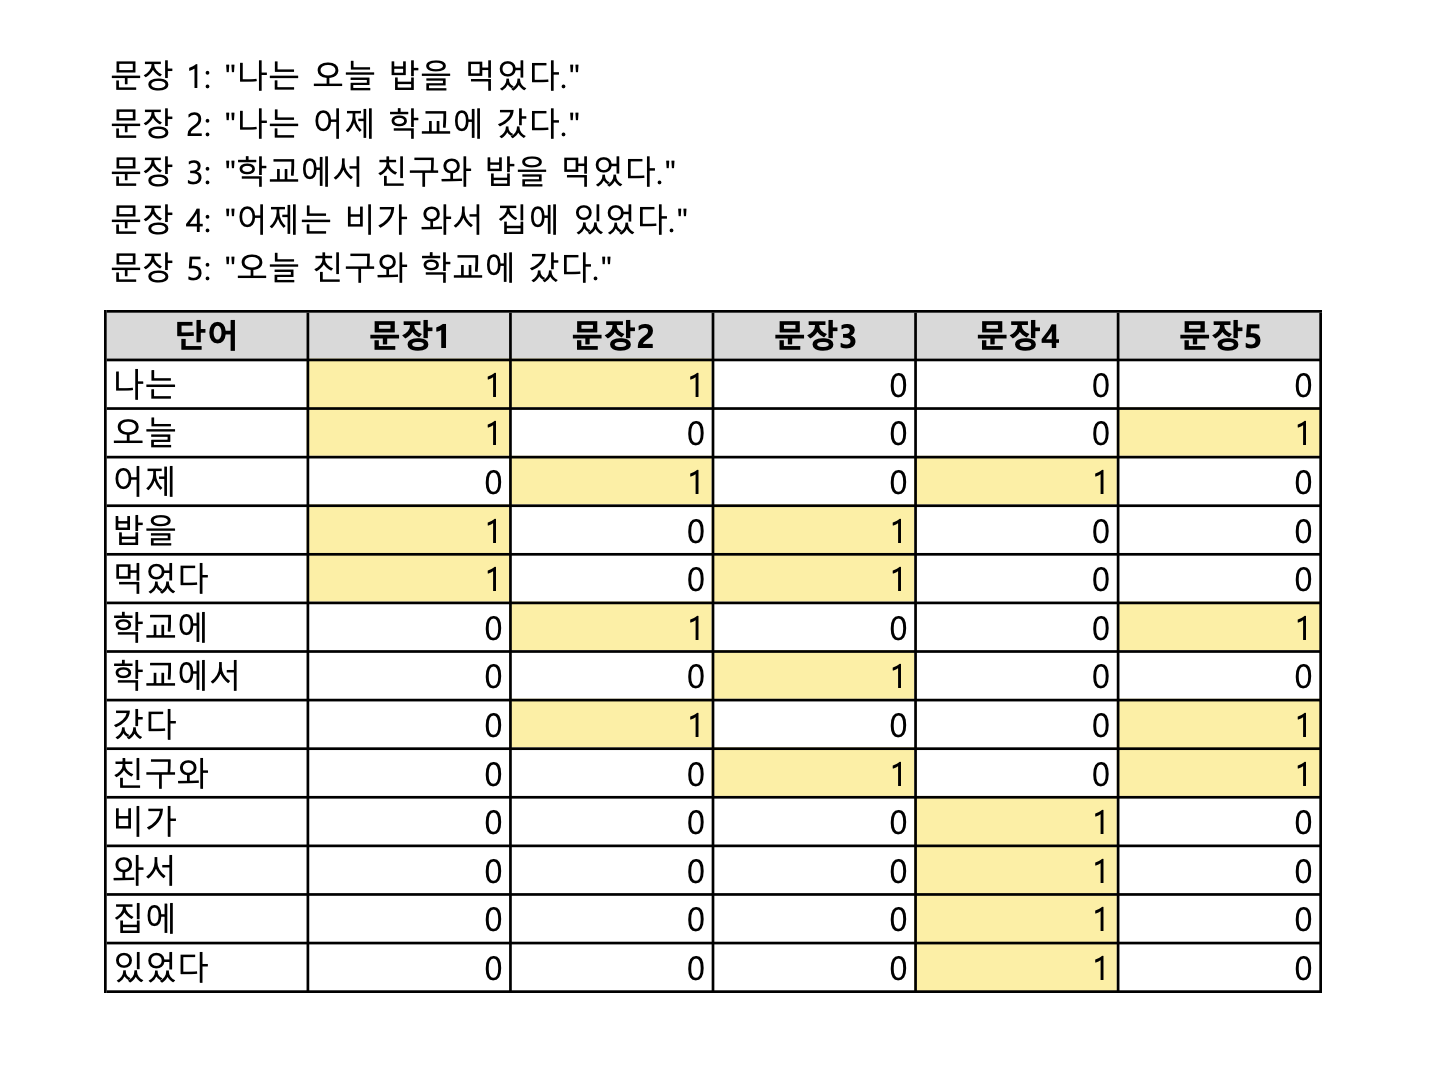 문장 1: "나는 오늘 밥을 먹었다."
문장 2: "나는 어제 학교에 갔다."
문장 3: "학교에서 친구와 밥을 먹었다."
문장 4: "어제는 비가 와서 집에 있었다."
문장 5: "오늘 친구와 학교에 갔다."
단어 문장1 문장2 문장3 문장4 문장5
나는 1 1 0 0 0
오늘 1 0 0 0 1
어제 0 1 0 1 0
밥을 1 0 1 0 0
먹었다 1 0 1 0 0
학교에 0 1 0 0 1
학교에서 0 0 1 0 0
갔다 0 1 0 0 1
친구와 0 0 1 0 1
비가 0 0 0 1 0
와서 0 0 0 1 0
집에 0 0 0 1 0
있었다 0 0 0 1 0